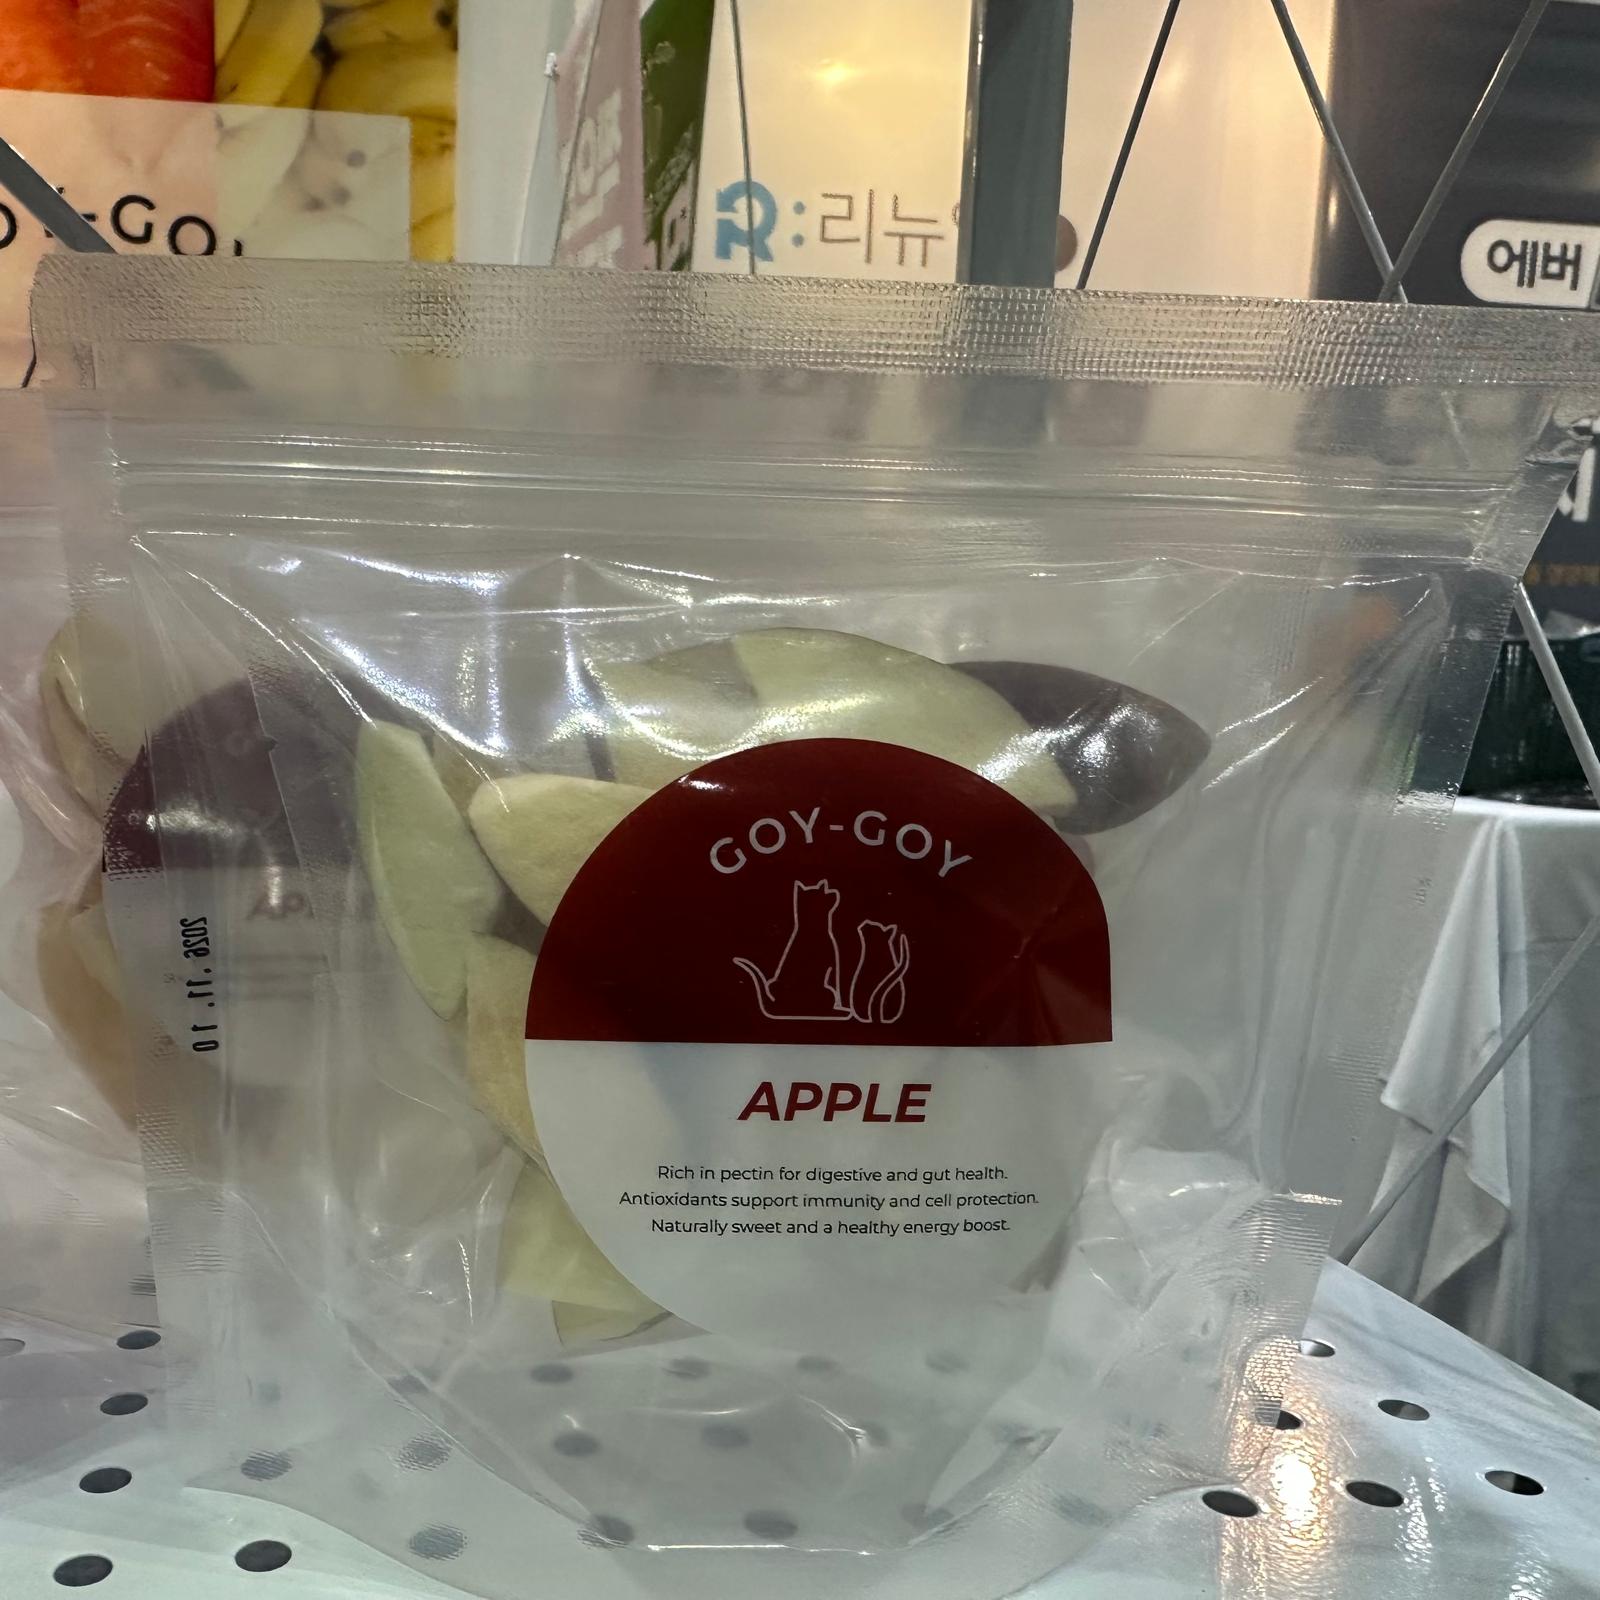 R:리뉴
에버
GOY-GOY
APPLE
Rich in pectin for digestive and gut health.
Antioxidants support immunity and cell protection.
Naturally sweet and a healthy energy boost.
2026.11.10